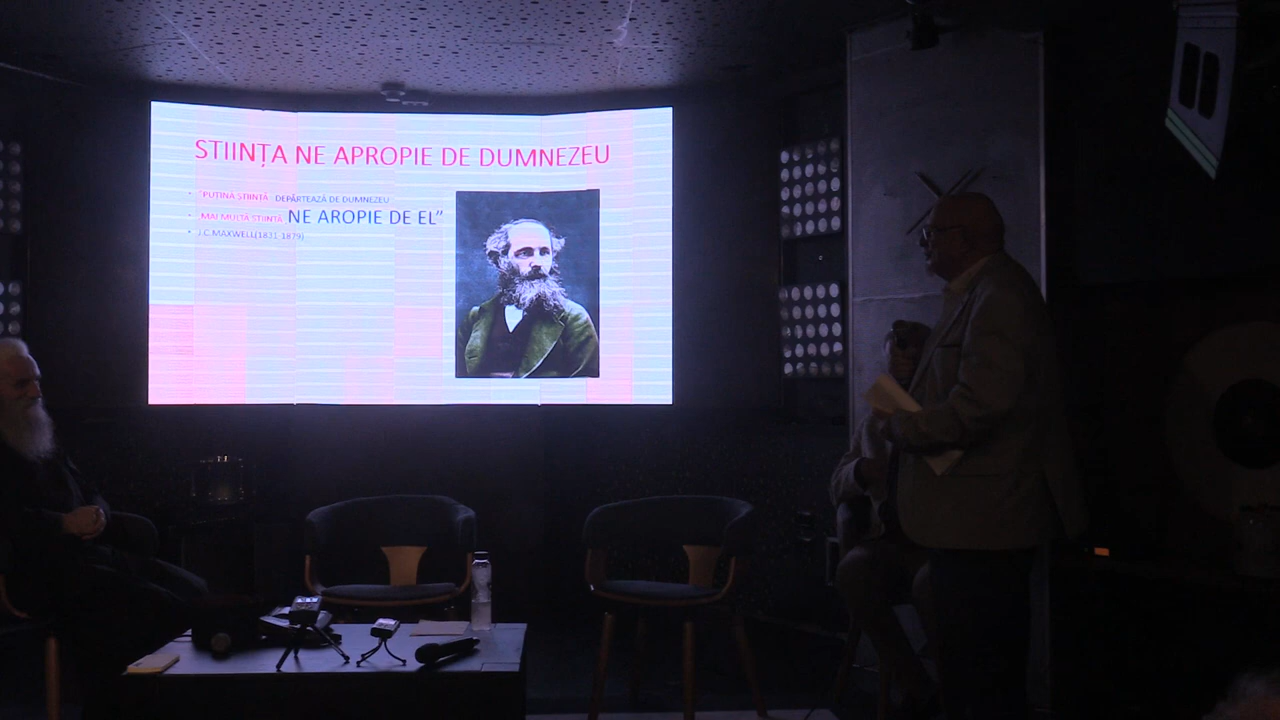 STIINȚA NE APROPIE DE DUMNEZEU
• "PUȚINĂ ȘTIINȚĂ DEPĂRTEAZĂ DE DUMNEZEU
• MAI MULTĂ STIINȚĂ NE AROPIE DE EL"
• J.C.MAXWELL(1831-1879)